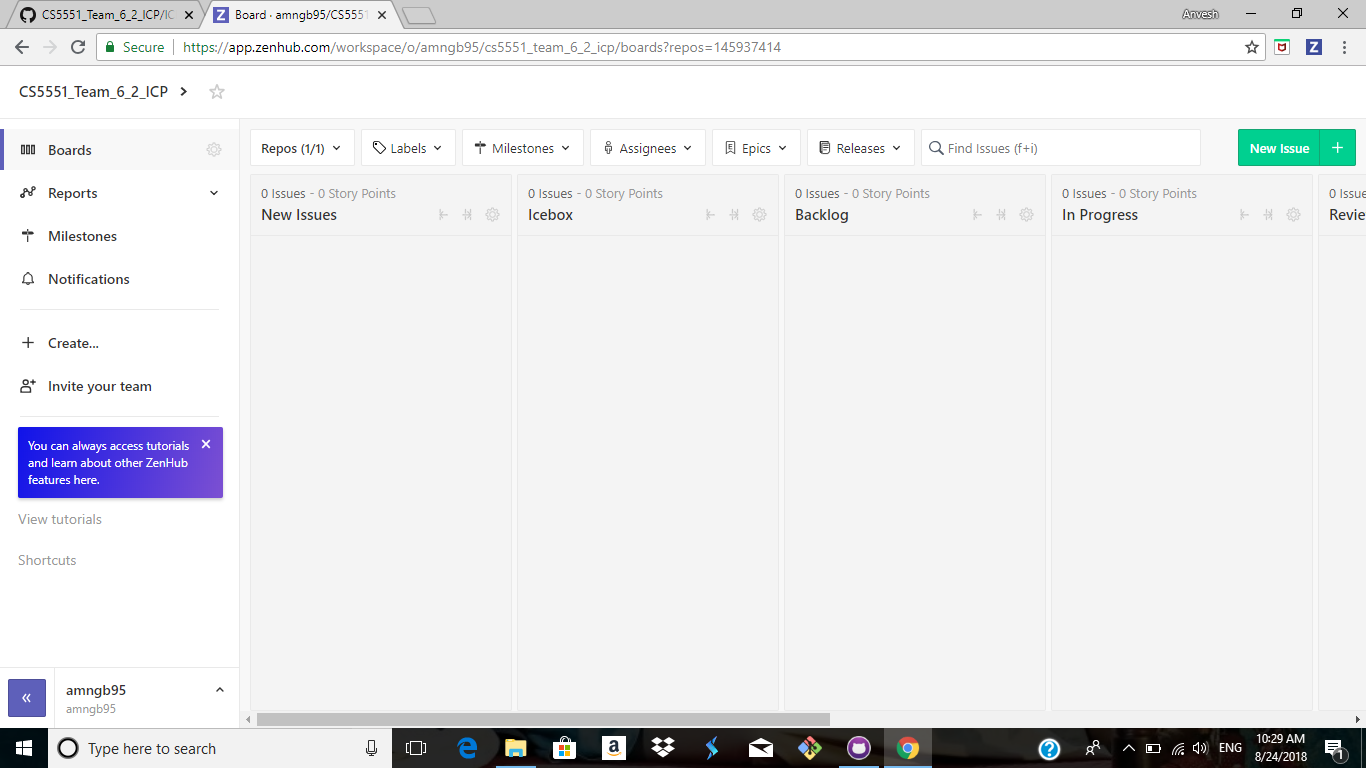 CS5551_Team_6_2_ICP/IC
Board · amngb95/CS5551
Anvesh
Secure
https://app.zenhub.com/workspace/o/amngb95/cs5551_team_6_2_icp/boards?repos=145937414
Z
CS5551_Team_6_2_ICP
Boards
Reports
Milestones
Notifications
Create...
Invite your team
You can always access tutorials
and learn about other ZenHub
features here.
View tutorials
Shortcuts
amngb95
amngb95
Repos (1/1)
Labels
Milestones
Assignees
Epics
Releases
Find Issues (f+i)
New Issue
0 Issues - 0 Story Points
New Issues
0 Issues - 0 Story Points
Icebox
0 Issues - 0 Story Points
Backlog
0 Issues - 0 Story Points
In Progress
0 Issue
Revie
Type here to search
ENG
10:29 AM
8/24/2018
1